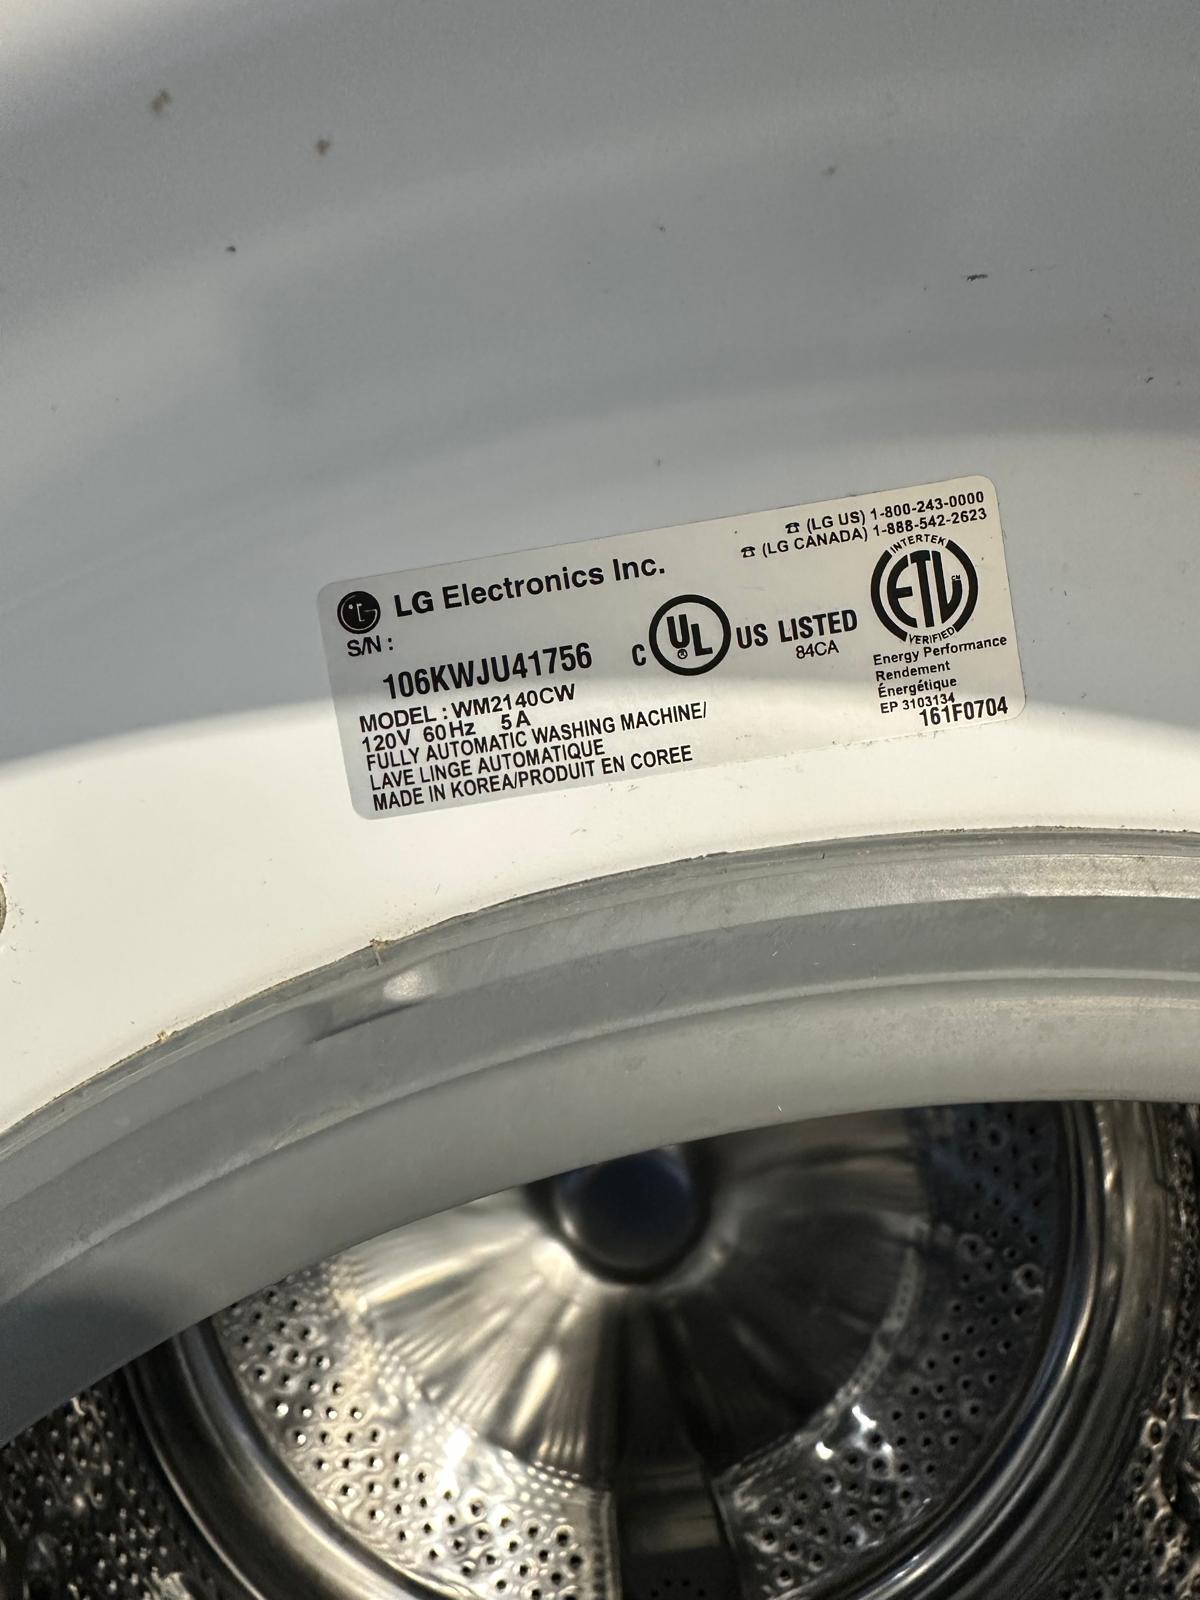 ☎ (LG US) 1-800-243-0000
☎ (LG CANADA) 1-888-542-2623
LG Electronics Inc.
S/N :
106KWJU41756
MODEL : WM2140CW
120V 60Hz 5A
FULLY AUTOMATIC WASHING MACHINE/
LAVE LINGE AUTOMATIQUE
MADE IN KOREA/PRODUIT EN COREE
C UL ® US LISTED
84CA
INTERTEK
ETL CM
VERIFIED
Energy Performance
Rendement
Énergétique
EP 3103134
161F0704